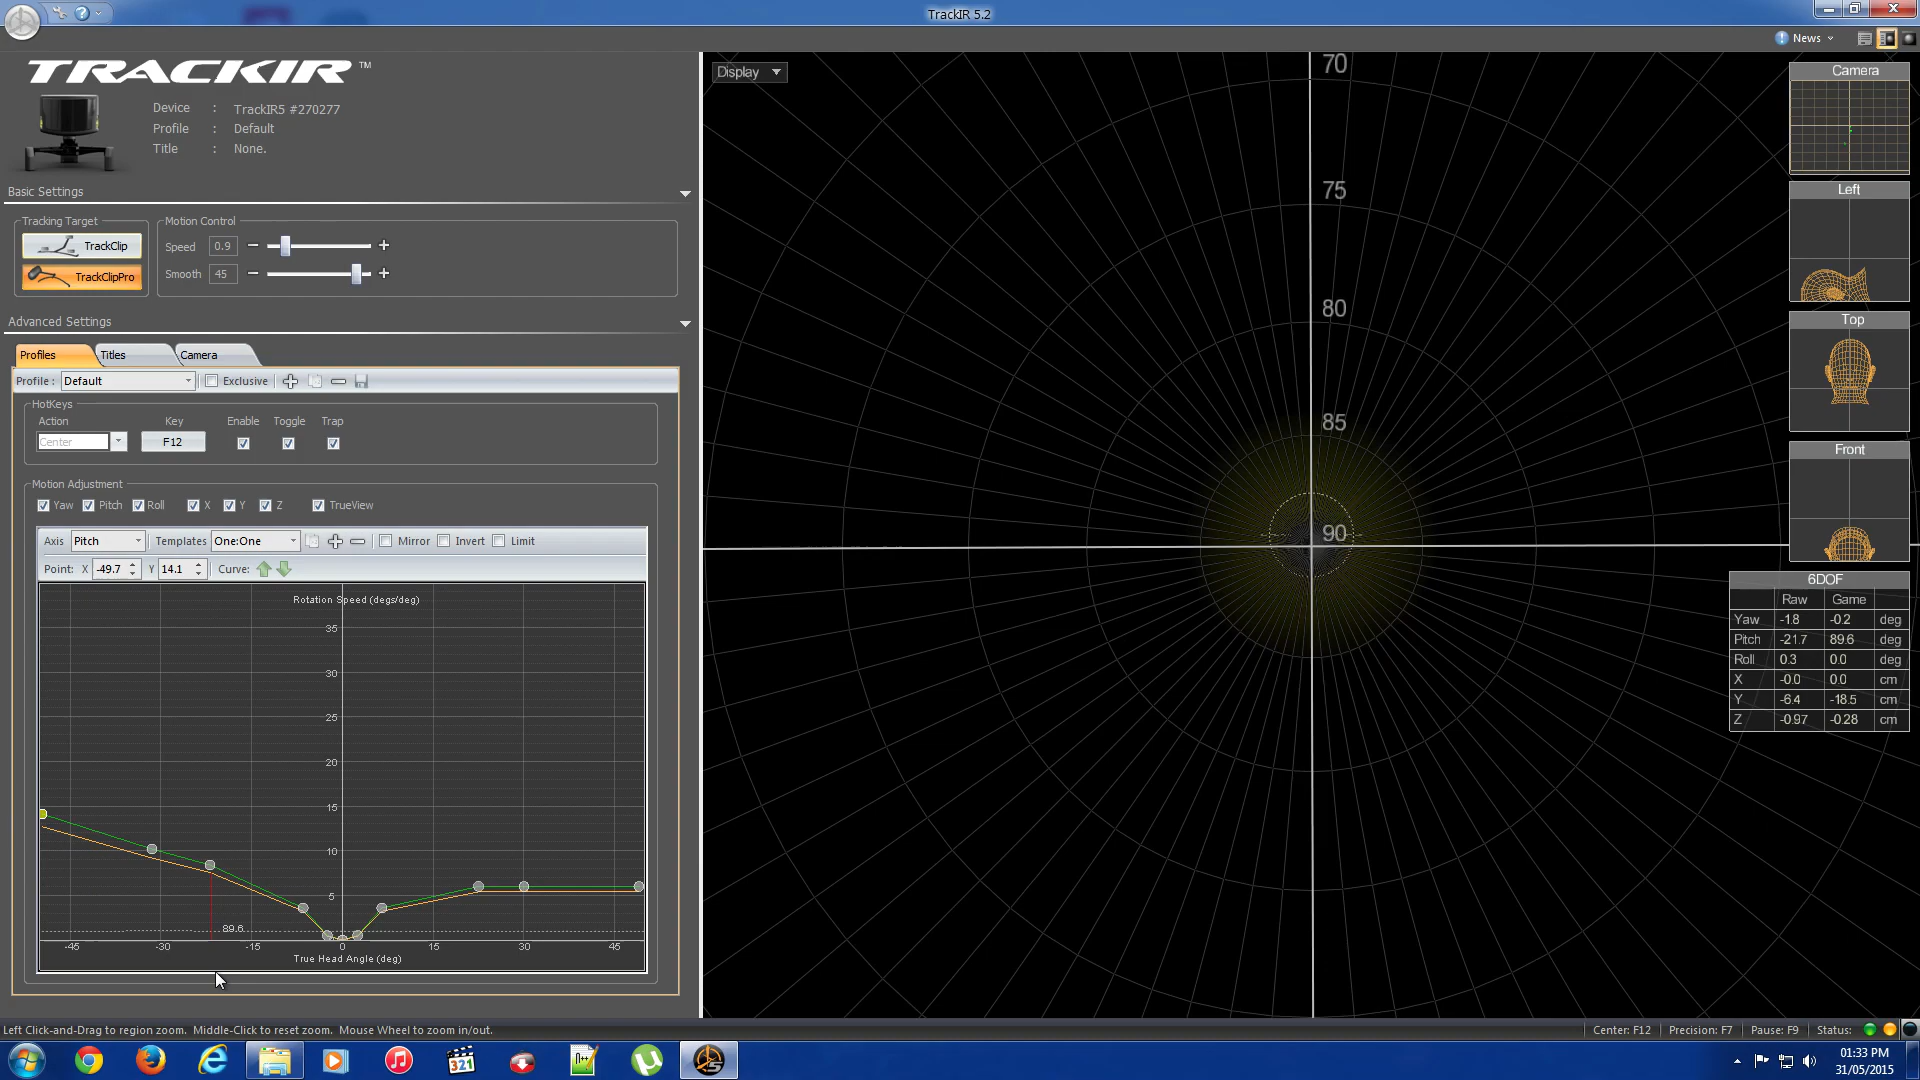 TrackIR 5.2
News
TRACKIR™
Device : TrackIR5 #270277
Profile : Default
Title : None.
Basic Settings
Tracking Target
TrackClip
TrackClipPro
Motion Control
Speed 0.9
Smooth 45
Advanced Settings
Profiles Titles Camera
Profile : Default Exclusive
HotKeys
Action Key Enable Toggle Trap
Center F12
Motion Adjustment
Yaw Pitch Roll X Y Z TrueView
Axis Pitch Templates One:One Mirror Invert Limit
Point: X -49.7 Y 14.1 Curve:
Rotation Speed (degs/deg)
35
30
25
20
15
10
5
89.6
-45 -30 -15 0 15 30 45
True Head Angle (deg)
Display
70
75
80
85
90
Camera
Left
Top
Front
6DOF
Raw Game
Yaw -1.8 -0.2 deg
Pitch -21.7 89.6 deg
Roll 0.3 0.0 deg
X -0.0 0.0 cm
Y -6.4 -18.5 cm
Z -0.97 -0.28 cm
Left Click-and-Drag to region zoom. Middle-Click to reset zoom. Mouse Wheel to zoom in/out.
Center: F12 Precision: F7 Pause: F9 Status:
321
01:33 PM
31/05/2015